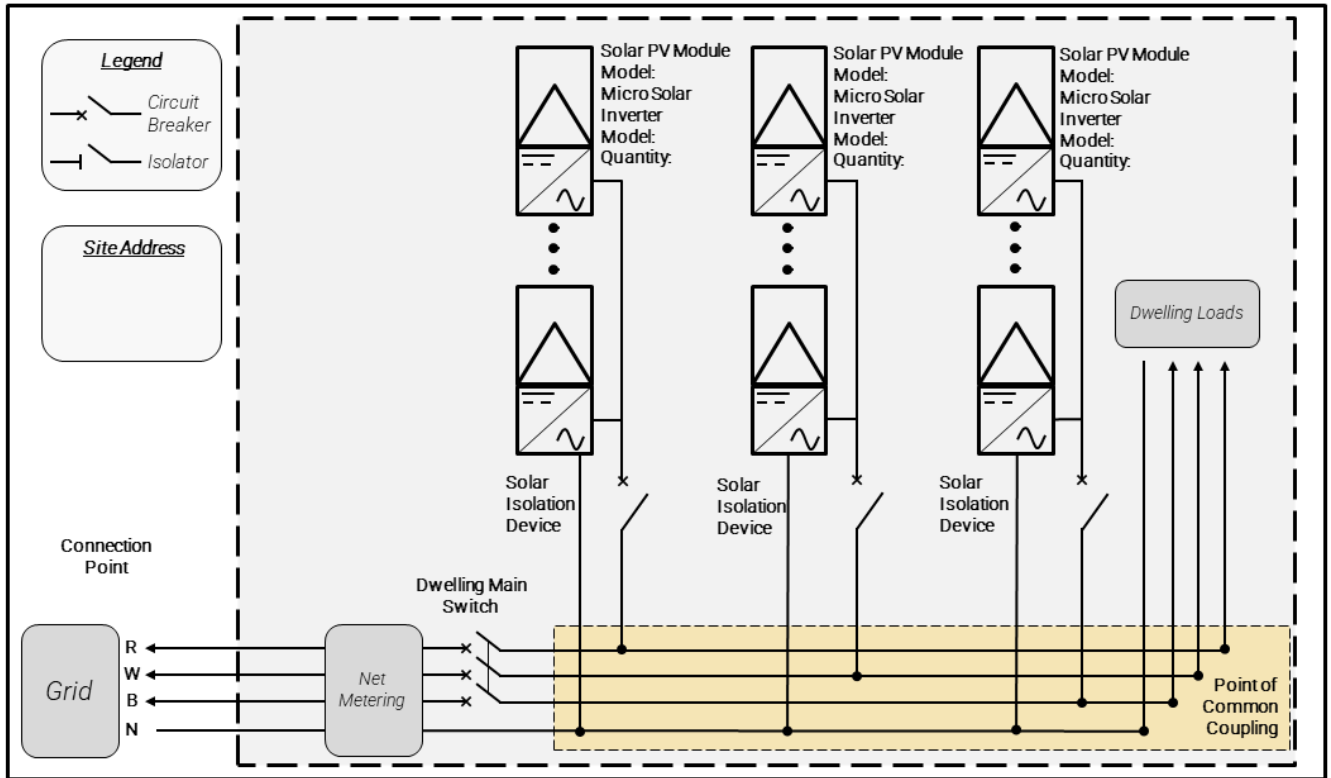 Legend
Circuit
Breaker
Isolator
Site Address
Solar PV Module
Model:
Micro Solar
Inverter
Model:
Quantity:
Solar PV Module
Model:
Micro Solar
Inverter
Model:
Quantity:
Solar PV Module
Model:
Micro Solar
Inverter
Model:
Quantity:
Dwelling Loads
Solar
Isolation
Device
Solar
Isolation
Device
Solar
Isolation
Device
Connection
Point
Dwelling Main
Switch
Grid
R
W
B
N
Net
Metering
Point of
Common
Coupling